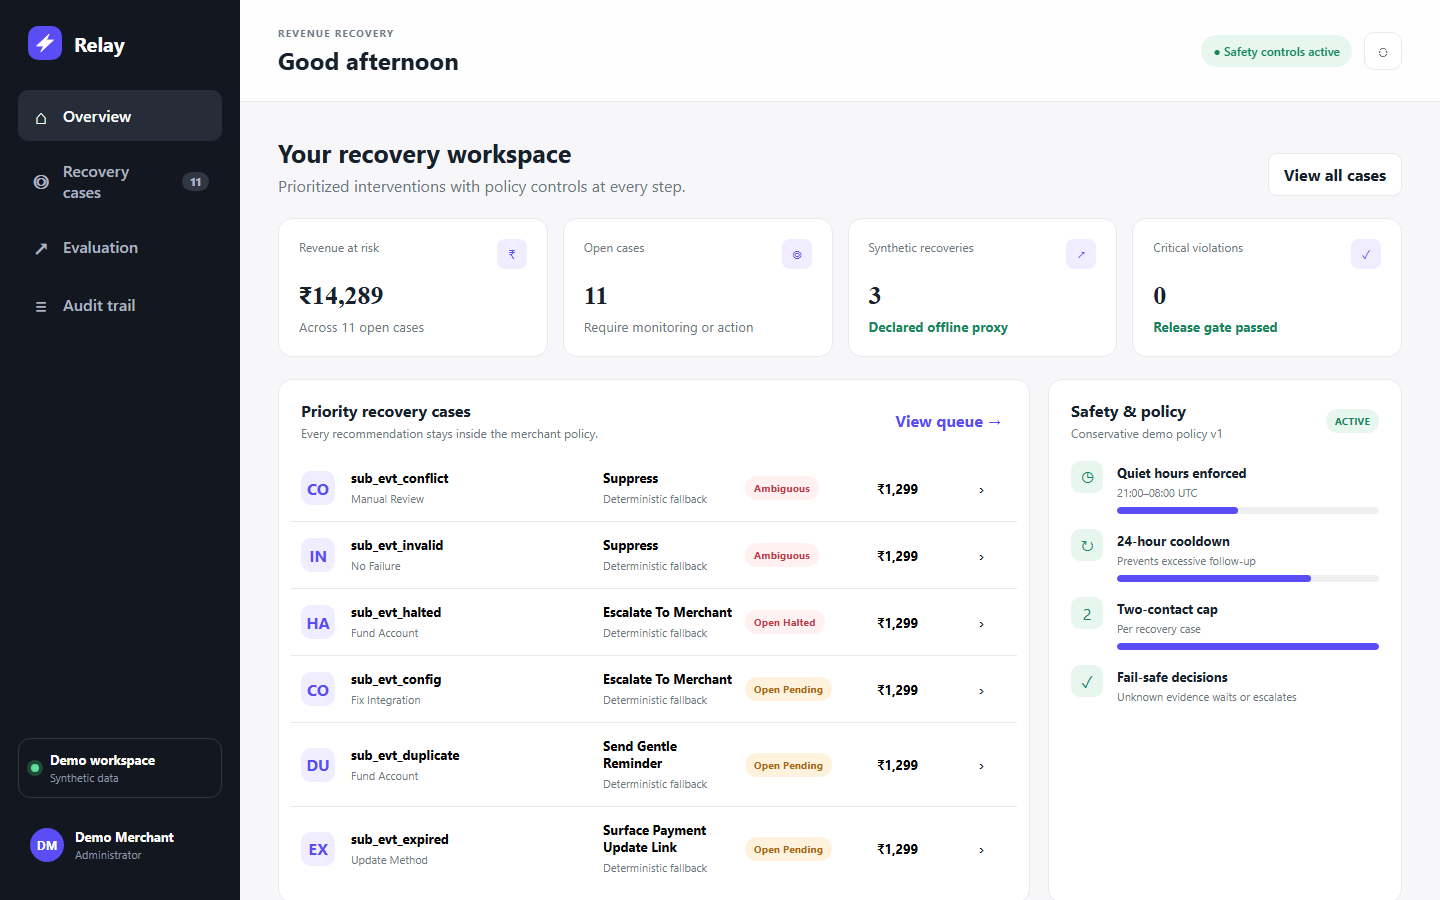 Relay
Overview
Recovery
cases
11
Evaluation
Audit trail
Demo workspace
Synthetic data
DM
Demo Merchant
Administrator
REVENUE RECOVERY
Good afternoon
● Safety controls active
Your recovery workspace
Prioritized interventions with policy controls at every step.
View all cases
Revenue at risk
₹
₹14,289
Across 11 open cases
Open cases
11
Require monitoring or action
Synthetic recoveries
3
Declared offline proxy
Critical violations
✓
0
Release gate passed
Priority recovery cases
Every recommendation stays inside the merchant policy.
View queue →
CO
sub_evt_conflict
Manual Review
Suppress
Deterministic fallback
Ambiguous
₹1,299
IN
sub_evt_invalid
No Failure
Suppress
Deterministic fallback
Ambiguous
₹1,299
HA
sub_evt_halted
Fund Account
Escalate To Merchant
Deterministic fallback
Open Halted
₹1,299
CO
sub_evt_config
Fix Integration
Escalate To Merchant
Deterministic fallback
Open Pending
₹1,299
DU
sub_evt_duplicate
Fund Account
Send Gentle
Reminder
Deterministic fallback
Open Pending
₹1,299
EX
sub_evt_expired
Update Method
Surface Payment
Update Link
Deterministic fallback
Open Pending
₹1,299
Safety & policy
Conservative demo policy v1
ACTIVE
Quiet hours enforced
21:00–08:00 UTC
24-hour cooldown
Prevents excessive follow-up
2
Two-contact cap
Per recovery case
✓
Fail-safe decisions
Unknown evidence waits or escalates